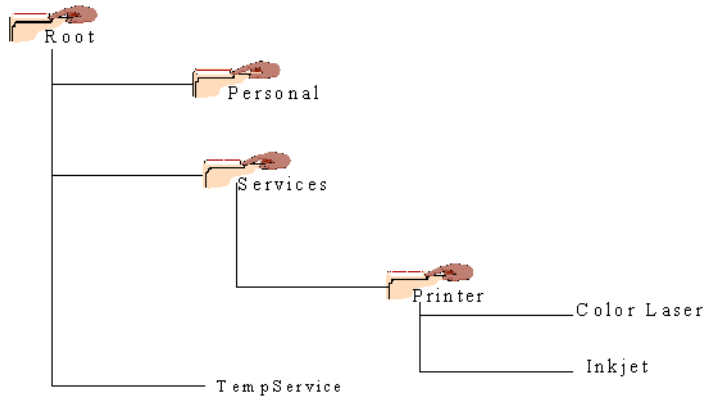 Root
Personal
Services
Printer
Color Laser
Inkjet
TempService